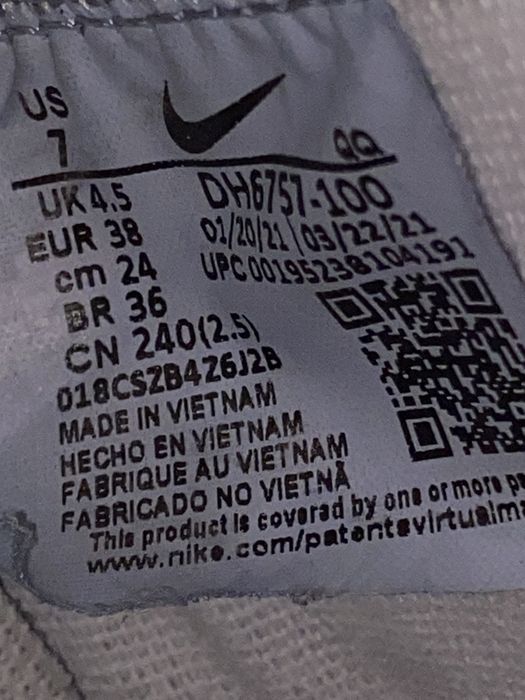 US
7
QQ
UK 4.5
EUR 38
cm 24
BR 36
CN 240(2.5)
DH6757-100
01/20/21 | 03/22/21
UPC 00195238104191
018CSZB4Z6J2B
MADE IN VIETNAM
HECHO EN VIETNAM
FABRIQUE AU VIETNAM
FABRICADO NO VIETNÃ
This product is covered by one or more
www.nike.com/patentsvirtualm